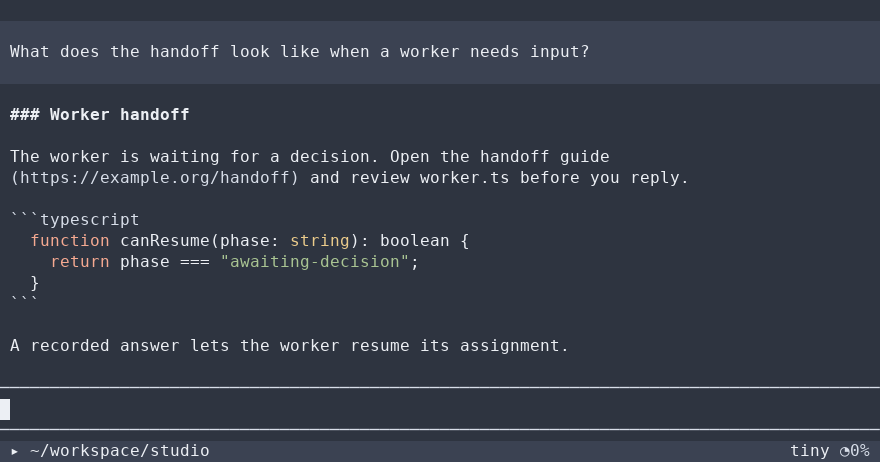 What does the handoff look like when a worker needs input?
### Worker handoff
The worker is waiting for a decision. Open the handoff guide
(https://example.org/handoff) and review worker.ts before you reply.
```typescript
  function canResume(phase: string): boolean {
    return phase === "awaiting-decision";
  }
```
A recorded answer lets the worker resume its assignment.
▸ ~/workspace/studio tiny ◔0%